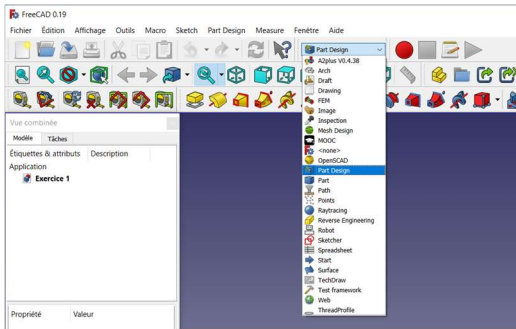 FreeCAD 0.19
Fichier Édition Affichage Outils Macro Sketch Part Design Measure Fenêtre Aide
Part Design
A2plus V0.4.38
Arch
Draft
Drawing
FEM
Image
Inspection
Mesh Design
MOOC
<none>
OpenSCAD
Part Design
Part
Path
Points
Raytracing
Reverse Engineering
Robot
Sketcher
Spreadsheet
Start
Surface
TechDraw
Test framework
Web
ThreadProfile
Vue combinée
Modèle Tâches
Étiquettes & attributs Description
Application
Exercice 1
Propriété Valeur